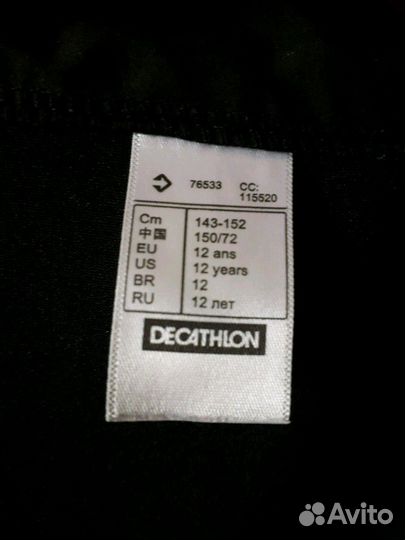 76533 CC:
115520
Cm 143-152
中国 150/72
EU 12 ans
US 12 years
BR 12
RU 12 лет
DECATHLON
Avito